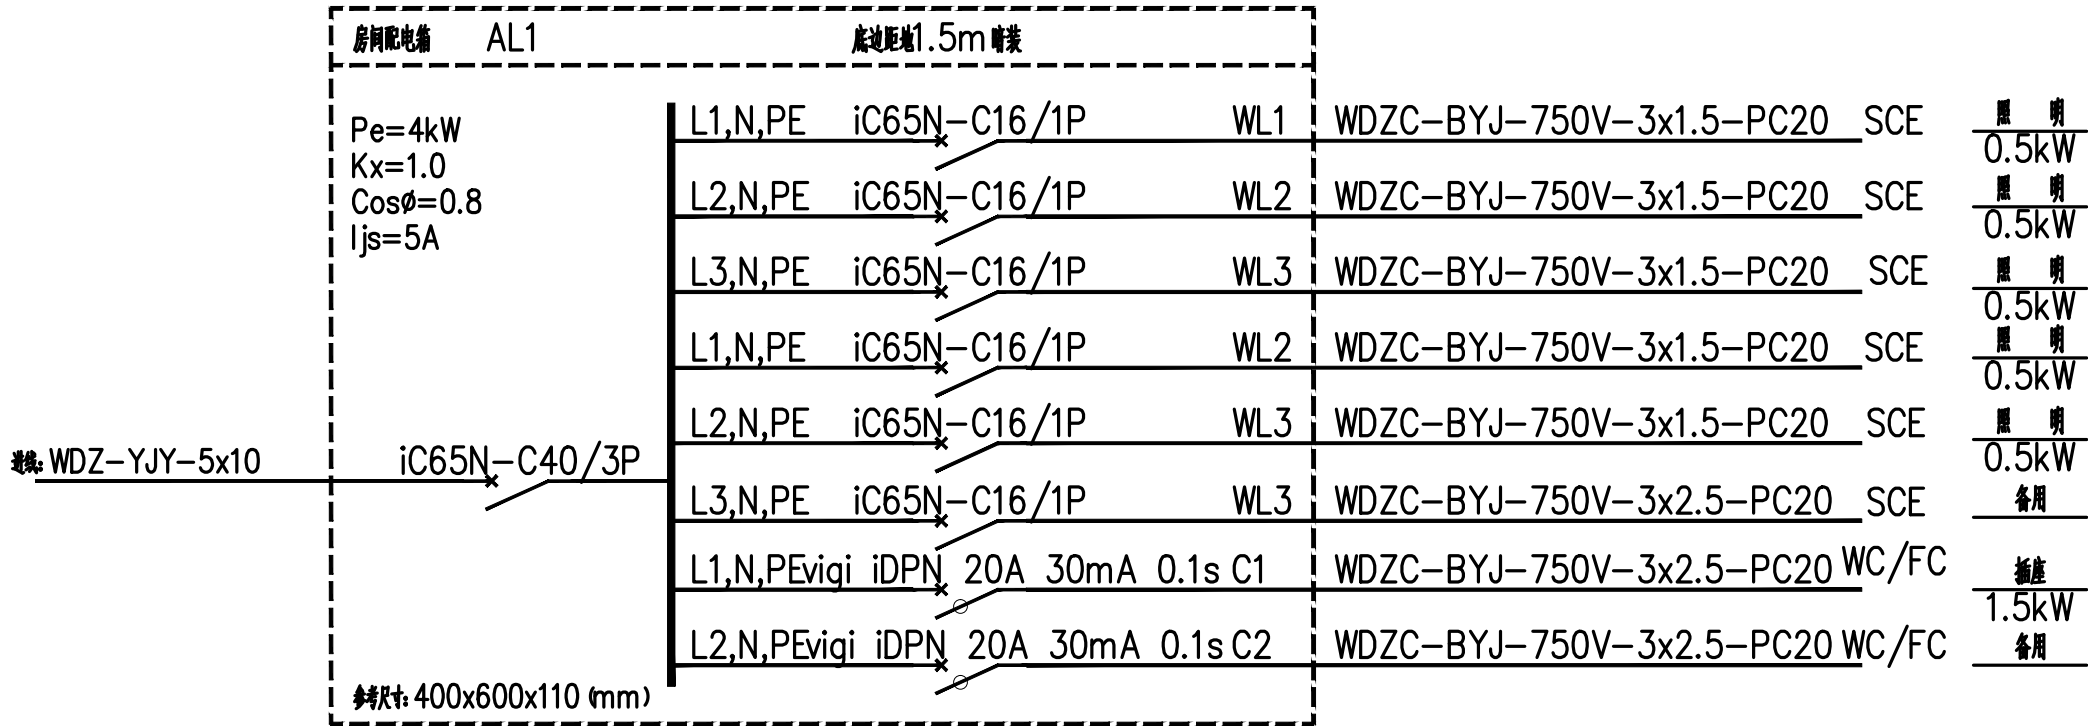 房间配电箱 AL1 底边距地1.5m暗装
Pe=4kW
Kx=1.0
CosØ=0.8
Ijs=5A
进线: WDZ-YJY-5x10
iC65N-C40/3P
L1,N,PE iC65N-C16/1P WL1 WDZC-BYJ-750V-3x1.5-PC20 SCE 照 明
0.5kW
L2,N,PE iC65N-C16/1P WL2 WDZC-BYJ-750V-3x1.5-PC20 SCE 照 明
0.5kW
L3,N,PE iC65N-C16/1P WL3 WDZC-BYJ-750V-3x1.5-PC20 SCE 照 明
0.5kW
L1,N,PE iC65N-C16/1P WL2 WDZC-BYJ-750V-3x1.5-PC20 SCE 照 明
0.5kW
L2,N,PE iC65N-C16/1P WL3 WDZC-BYJ-750V-3x1.5-PC20 SCE 照 明
0.5kW
L3,N,PE iC65N-C16/1P WL3 WDZC-BYJ-750V-3x2.5-PC20 SCE 备用
L1,N,PE vigi iDPN 20A 30mA 0.1s C1 WDZC-BYJ-750V-3x2.5-PC20 WC/FC 插座
1.5kW
L2,N,PE vigi iDPN 20A 30mA 0.1s C2 WDZC-BYJ-750V-3x2.5-PC20 WC/FC 备用
参考尺寸: 400x600x110 (mm)